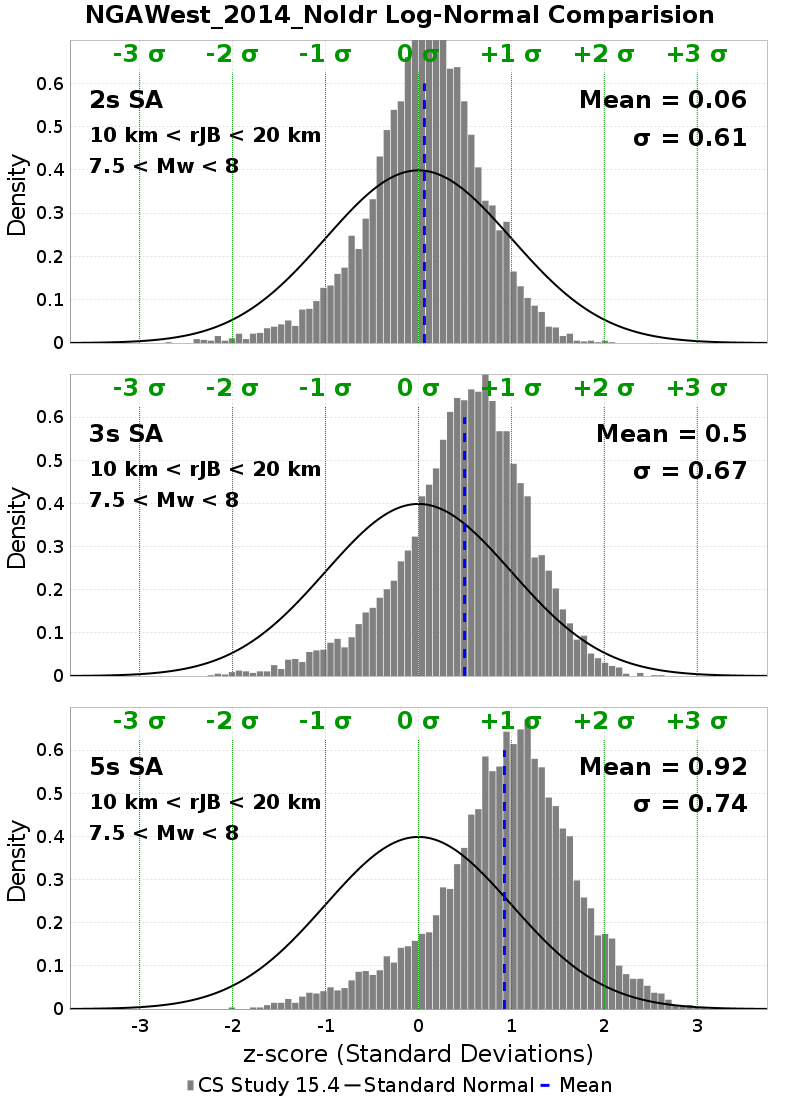 NGAWest_2014_NoIdr Log-Normal Comparision
-3 σ -2 σ -1 σ 0 σ +1 σ +2 σ +3 σ
2s SA
Mean = 0.06
10 km < rJB < 20 km
σ = 0.61
7.5 < Mw < 8
Density
0.6
0.5
0.4
0.3
0.2
0.1
0
-3 σ -2 σ -1 σ 0 σ +1 σ +2 σ +3 σ
3s SA
Mean = 0.5
10 km < rJB < 20 km
σ = 0.67
7.5 < Mw < 8
Density
0.6
0.5
0.4
0.3
0.2
0.1
0
-3 σ -2 σ -1 σ 0 σ +1 σ +2 σ +3 σ
5s SA
Mean = 0.92
10 km < rJB < 20 km
σ = 0.74
7.5 < Mw < 8
Density
0.6
0.5
0.4
0.3
0.2
0.1
0
-3 -2 -1 0 1 2 3
z-score (Standard Deviations)
CS Study 15.4 Standard Normal Mean